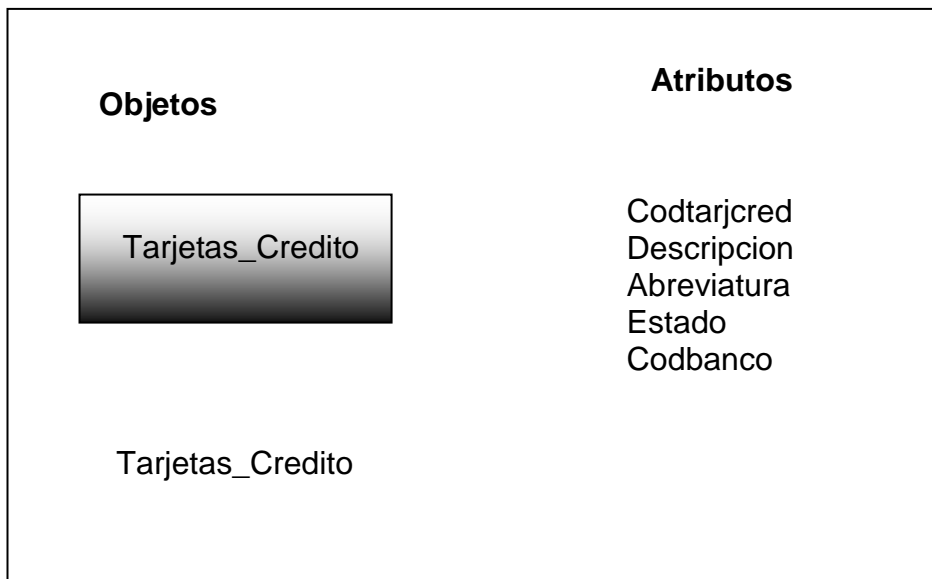 Objetos
Atributos
Tarjetas_Credito
Codtarjcred
Descripcion
Abreviatura
Estado
Codbanco
Tarjetas_Credito